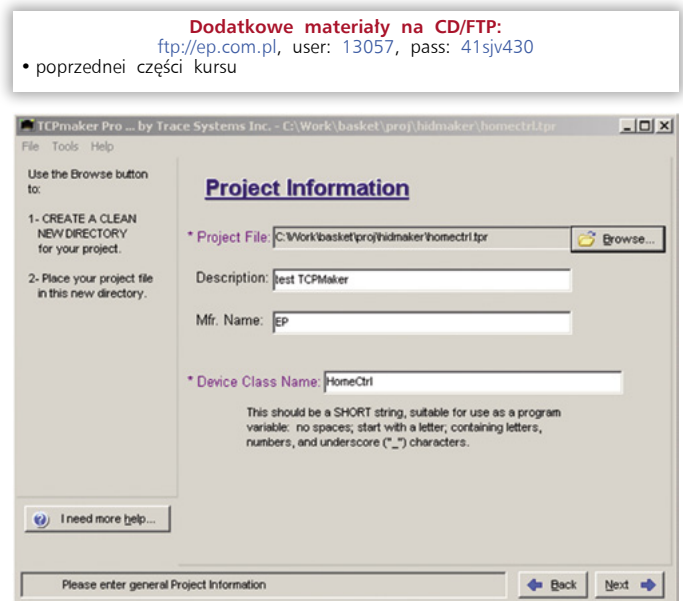 Dodatkowe materiały na CD/FTP:
ftp://ep.com.pl, user: 13057, pass: 41sjv430
• poprzednei części kursu
TCPmaker Pro ... by Trace Systems Inc. - C:\Work\basket\proj\hidmaker\homectrl.tpr
File Tools Help
Use the Browse button
to:
1- CREATE A CLEAN
NEW DIRECTORY
for your project.
2- Place your project file
in this new directory.
I need more help...
Project Information
* Project File: C:\Work\basket\proj\hidmaker\homectrl.tpr Browse...
Description: test TCPMaker
Mfr. Name: EP
* Device Class Name: HomeCtrl
This should be a SHORT string, suitable for use as a program
variable: no spaces; start with a letter; containing letters,
numbers, and underscore ("_") characters.
Please enter general Project Information
Back Next